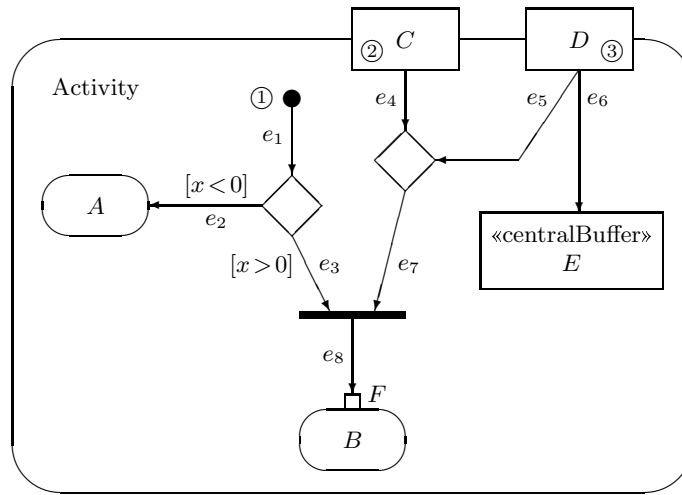 ② C
D ③
Activity
①
e₄
e₅ e₆
e₁
[x<0]
A
e₂
«centralBuffer»
E
[x>0] e₃
e₇
e₈
F
B